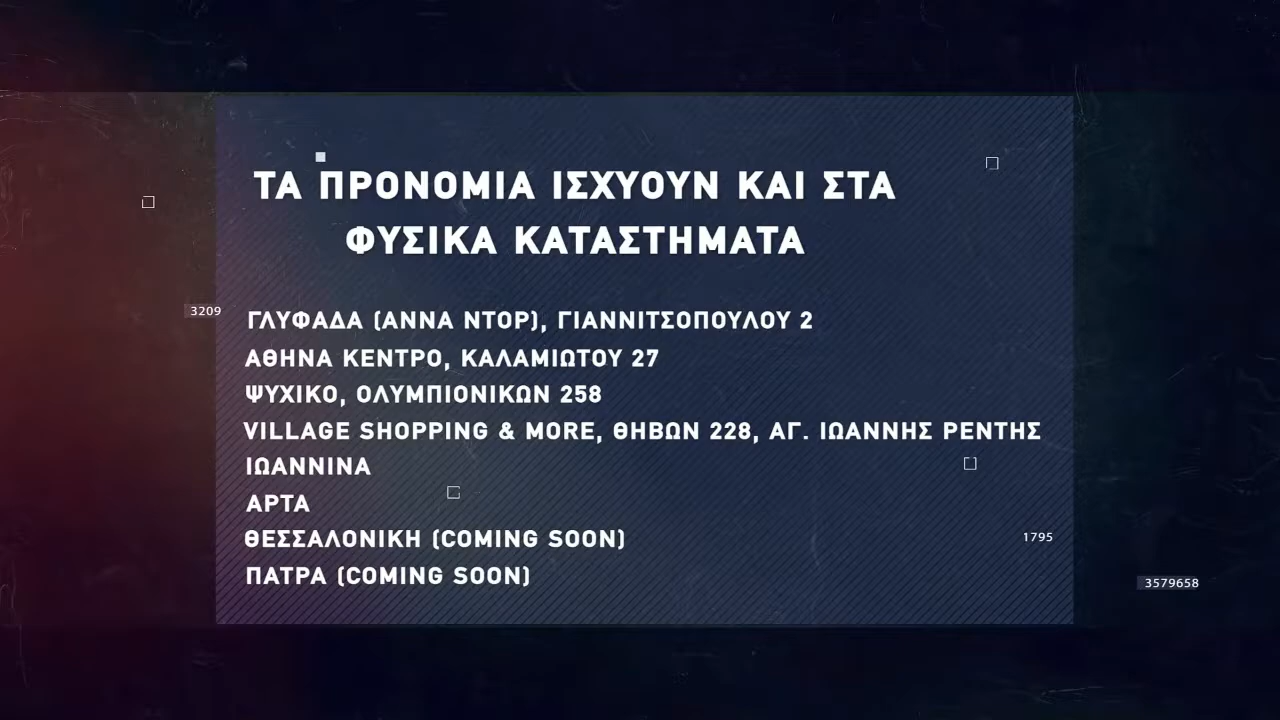 ΤΑ ΠΡΟΝΟΜΙΑ ΙΣΧΥΟΥΝ ΚΑΙ ΣΤΑ
ΦΥΣΙΚΑ ΚΑΤΑΣΤΗΜΑΤΑ
3209
ΓΛΥΦΑΔΑ (ΑΝΝΑ ΝΤΟΡ), ΓΙΑΝΝΙΤΣΟΠΟΥΛΟΥ 2
ΑΘΗΝΑ ΚΕΝΤΡΟ, ΚΑΛΑΜΙΩΤΟΥ 27
ΨΥΧΙΚΟ, ΟΛΥΜΠΙΟΝΙΚΩΝ 258
VILLAGE SHOPPING & MORE, ΘΗΒΩΝ 228, ΑΓ. ΙΩΑΝΝΗΣ ΡΕΝΤΗΣ
ΙΩΑΝΝΙΝΑ
ΑΡΤΑ
ΘΕΣΣΑΛΟΝΙΚΗ (COMING SOON)
1795
ΠΑΤΡΑ (COMING SOON)
3579658